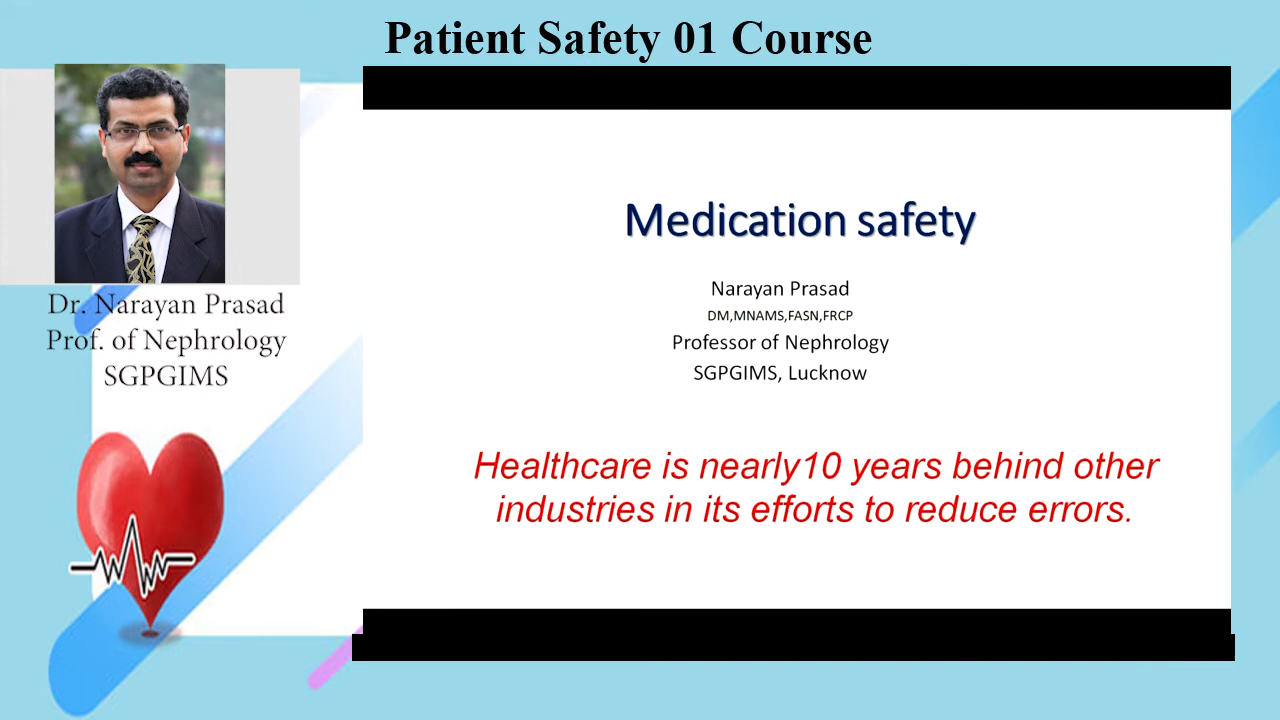 Patient Safety 01 Course
Dr. Narayan Prasad
Prof. of Nephrology
SGPGIMS
Medication safety
Narayan Prasad
DM,MNAMS,FASN,FRCP
Professor of Nephrology
SGPGIMS, Lucknow
Healthcare is nearly10 years behind other
industries in its efforts to reduce errors.